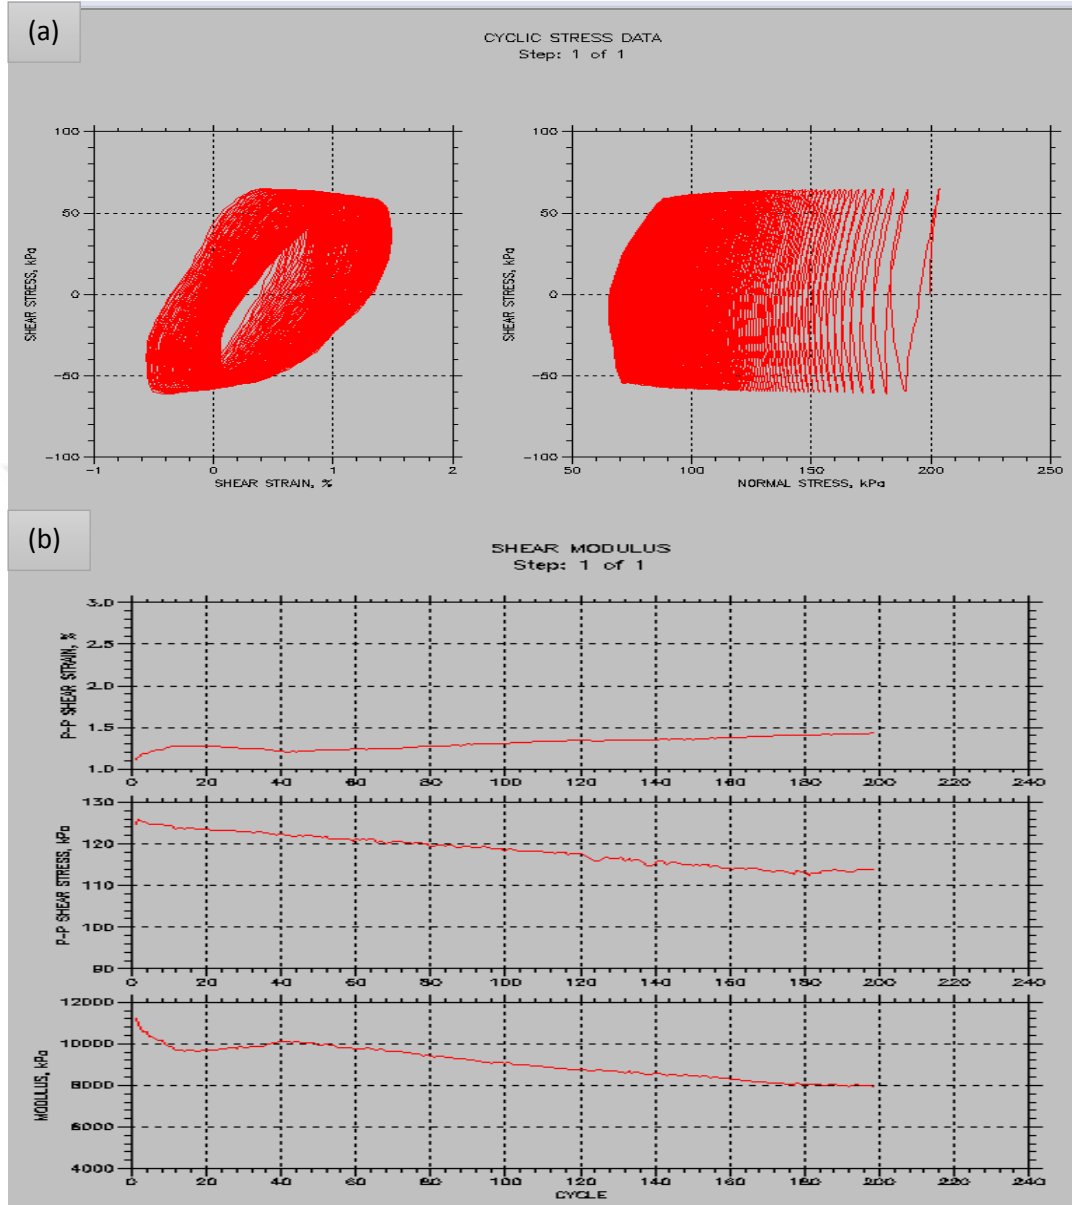 (a)
CYCLIC STRESS DATA
Step: 1 of 1
100
50
0
-50
-100
SHEAR STRESS, kPa
-1 0 1 2
SHEAR STRAIN, %
100
50
0
-50
-100
SHEAR STRESS, kPa
50 100 150 200 250
NORMAL STRESS, kPa
(b)
SHEAR MODULUS
Step: 1 of 1
3.0
2.5
2.0
1.5
1.0
P-P SHEAR STRAIN, %
0 20 40 60 80 100 120 140 160 180 200 220 240
130
120
110
100
90
P-P SHEAR STRESS, kPa
0 20 40 60 80 100 120 140 160 180 200 220 240
12000
10000
8000
6000
4000
MODULUS, kPa
0 20 40 60 80 100 120 140 160 180 200 220 240
CYCLE